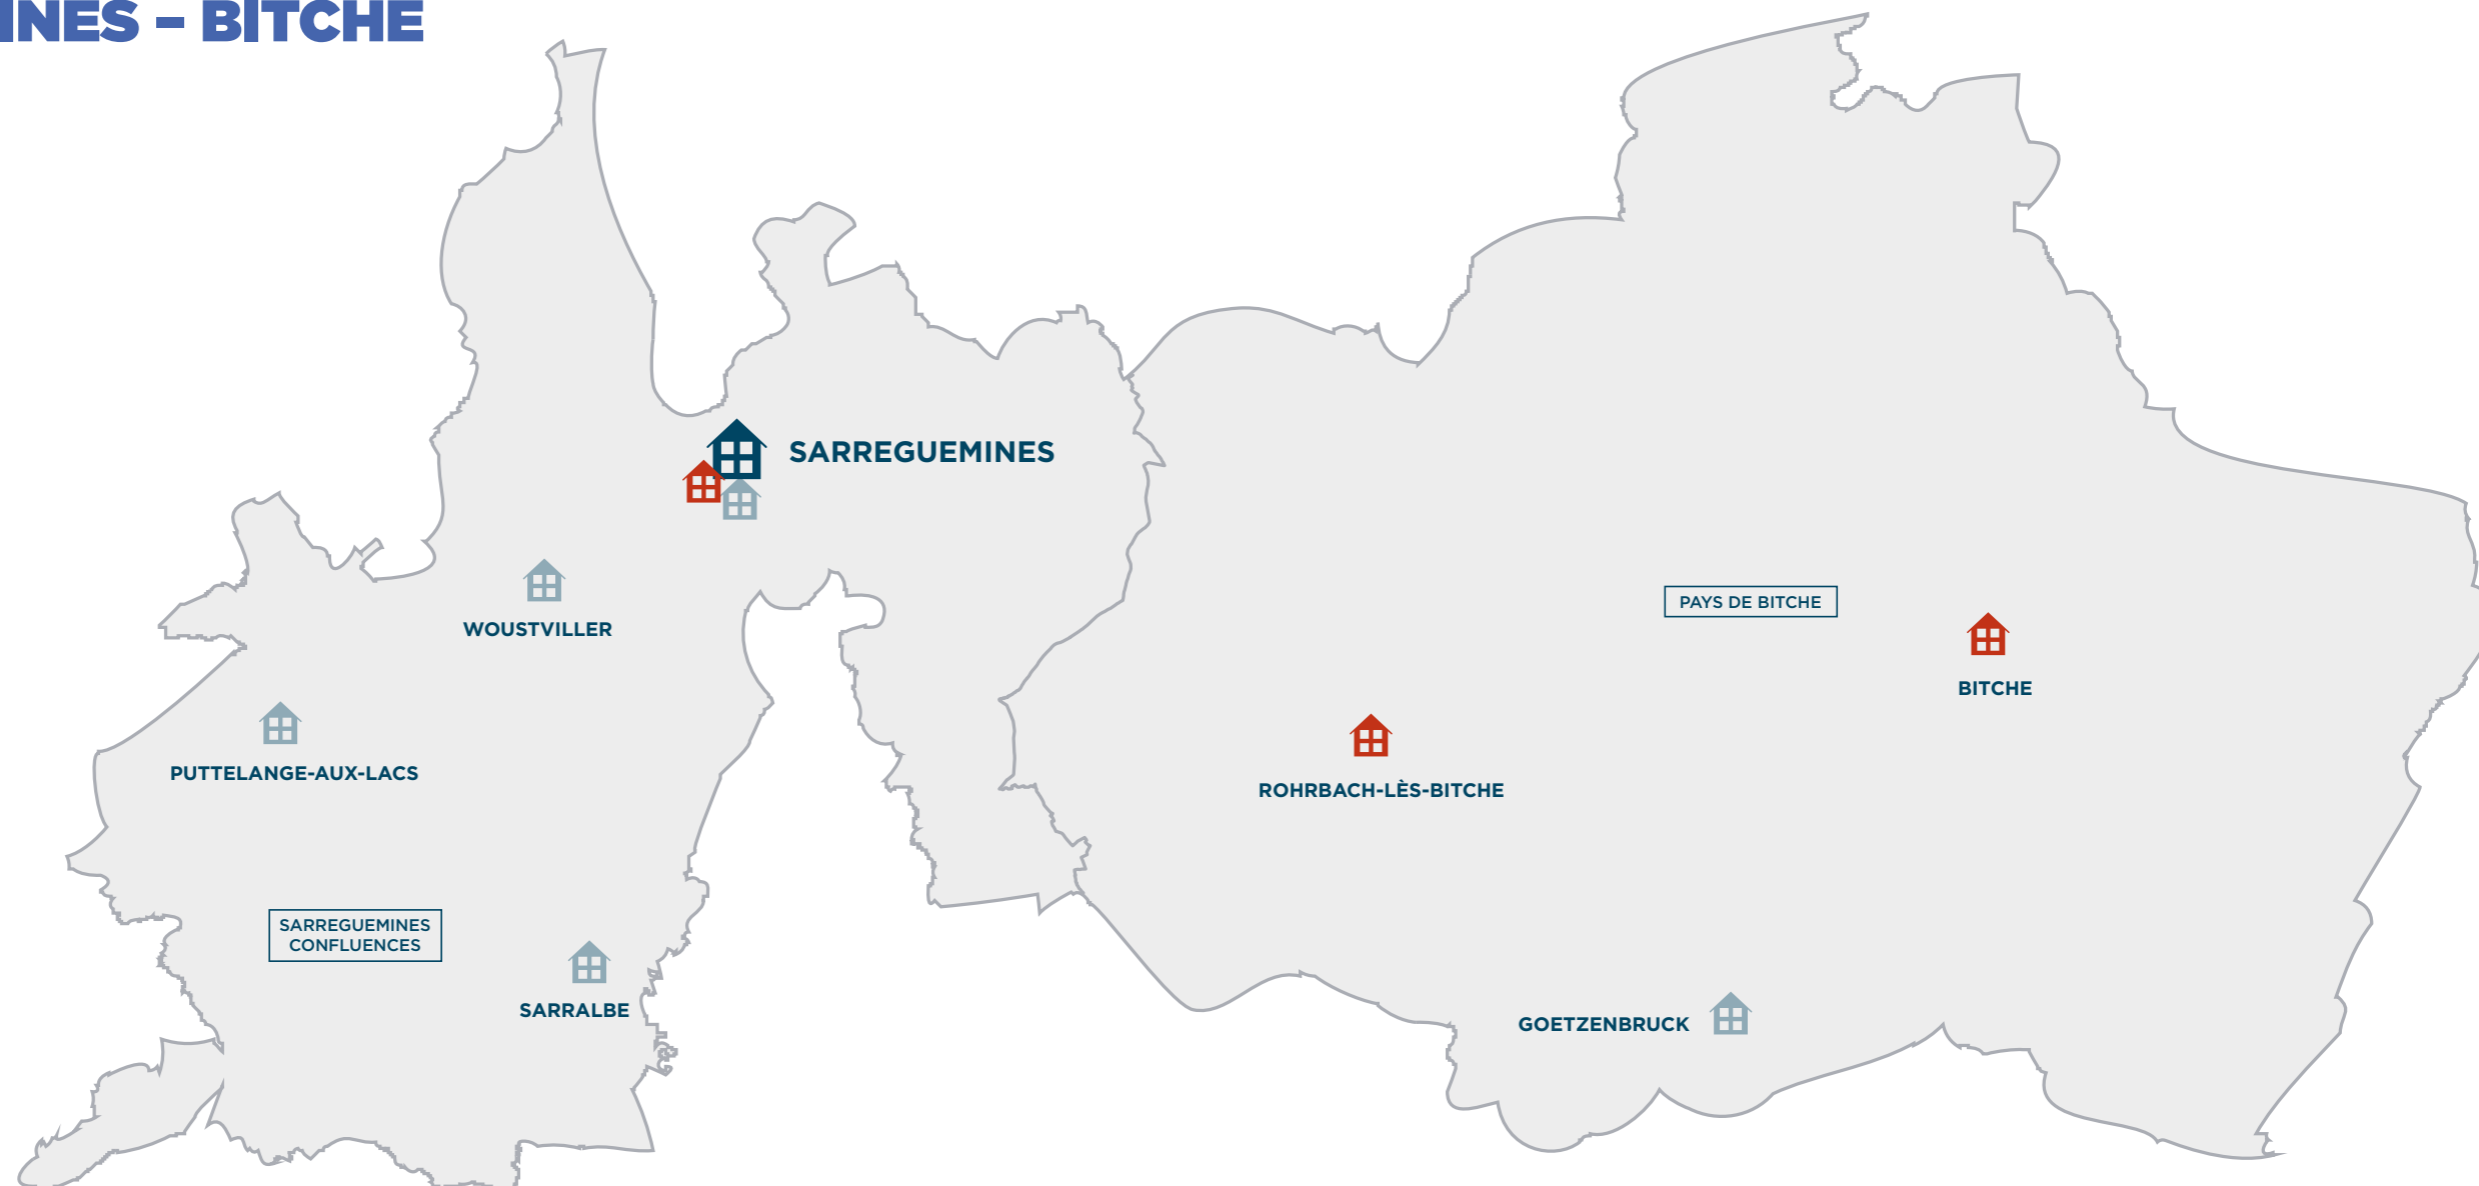 INES – BITCHE
SARREGUEMINES
PAYS DE BITCHE
WOUSTVILLER
BITCHE
PUTTELANGE-AUX-LACS
ROHRBACH-LÈS-BITCHE
SARREGUEMINES
CONFLUENCES
SARRALBE
GOETZENBRUCK